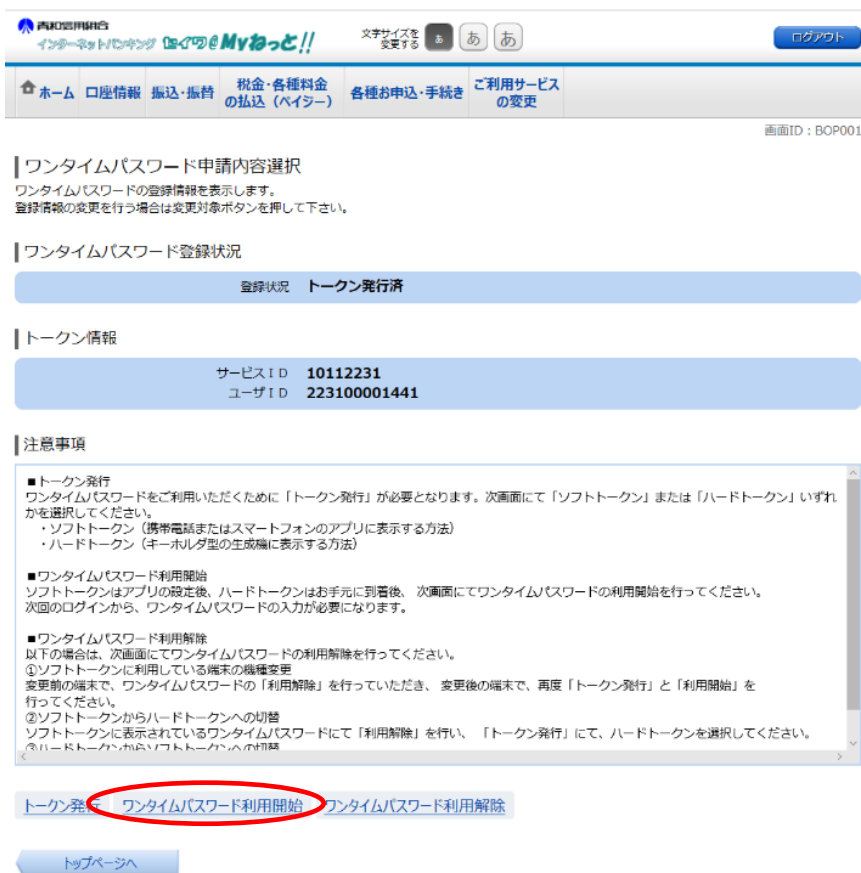 青和信用組合
インターネットバンキング
Myねっと!!
文字サイズを
変更する
あ あ あ
ログアウト
ホーム 口座情報 振込・振替 税金・各種料金
の払込（ペイジー） 各種お申込・手続き ご利用サービス
の変更
画面ID：BOP001
ワンタイムパスワード申請内容選択
ワンタイムパスワードの登録情報を表示します。
登録情報の変更を行う場合は変更対象ボタンを押して下さい。
ワンタイムパスワード登録状況
登録状況 トークン発行済
トークン情報
サービスＩＤ 10112231
ユーザＩＤ 223100001441
注意事項
■トークン発行
ワンタイムパスワードをご利用いただくために「トークン発行」が必要となります。次画面にて「ソフトトークン」または「ハードトークン」いずれ
かを選択してください。
・ソフトトークン（携帯電話またはスマートフォンのアプリに表示する方法）
・ハードトークン（キーホルダ型の生成機に表示する方法）
■ワンタイムパスワード利用開始
ソフトトークンはアプリの設定後、ハードトークンはお手元に到着後、 次画面にてワンタイムパスワードの利用開始を行ってください。
次回のログインから、ワンタイムパスワードの入力が必要になります。
■ワンタイムパスワード利用解除
以下の場合は、次画面にてワンタイムパスワードの利用解除を行ってください。
①ソフトトークンに利用している端末の機種変更
変更前の端末で、ワンタイムパスワードの「利用解除」を行っていただき、 変更後の端末で、再度「トークン発行」と「利用開始」を
行ってください。
②ソフトトークンからハードトークンへの切替
ソフトトークンに表示されているワンタイムパスワードにて「利用解除」を行い、 「トークン発行」にて、ハードトークンを選択してください。
③ハードトークンからソフトトークンへの切替
トークン発行 ワンタイムパスワード利用開始 ワンタイムパスワード利用解除
トップページへ